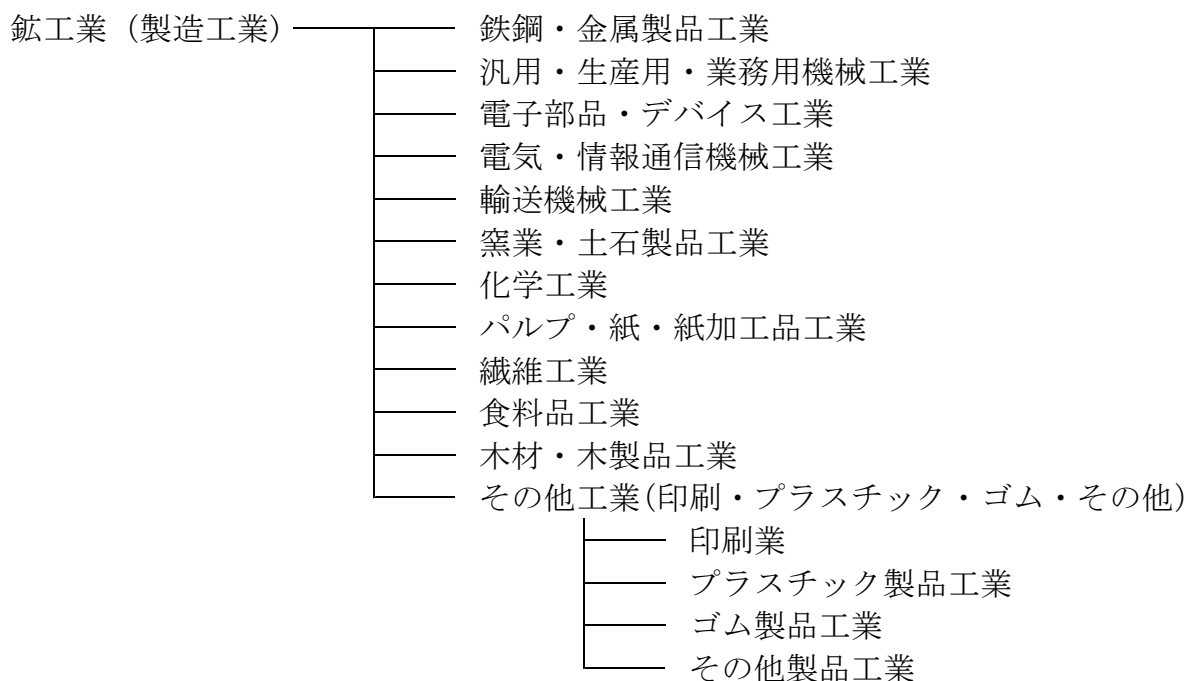 鉱工業（製造工業）
鉄鋼・金属製品工業
汎用・生産用・業務用機械工業
電子部品・デバイス工業
電気・情報通信機械工業
輸送機械工業
窯業・土石製品工業
化学工業
パルプ・紙・紙加工品工業
繊維工業
食料品工業
木材・木製品工業
その他工業(印刷・プラスチック・ゴム・その他)
印刷業
プラスチック製品工業
ゴム製品工業
その他製品工業